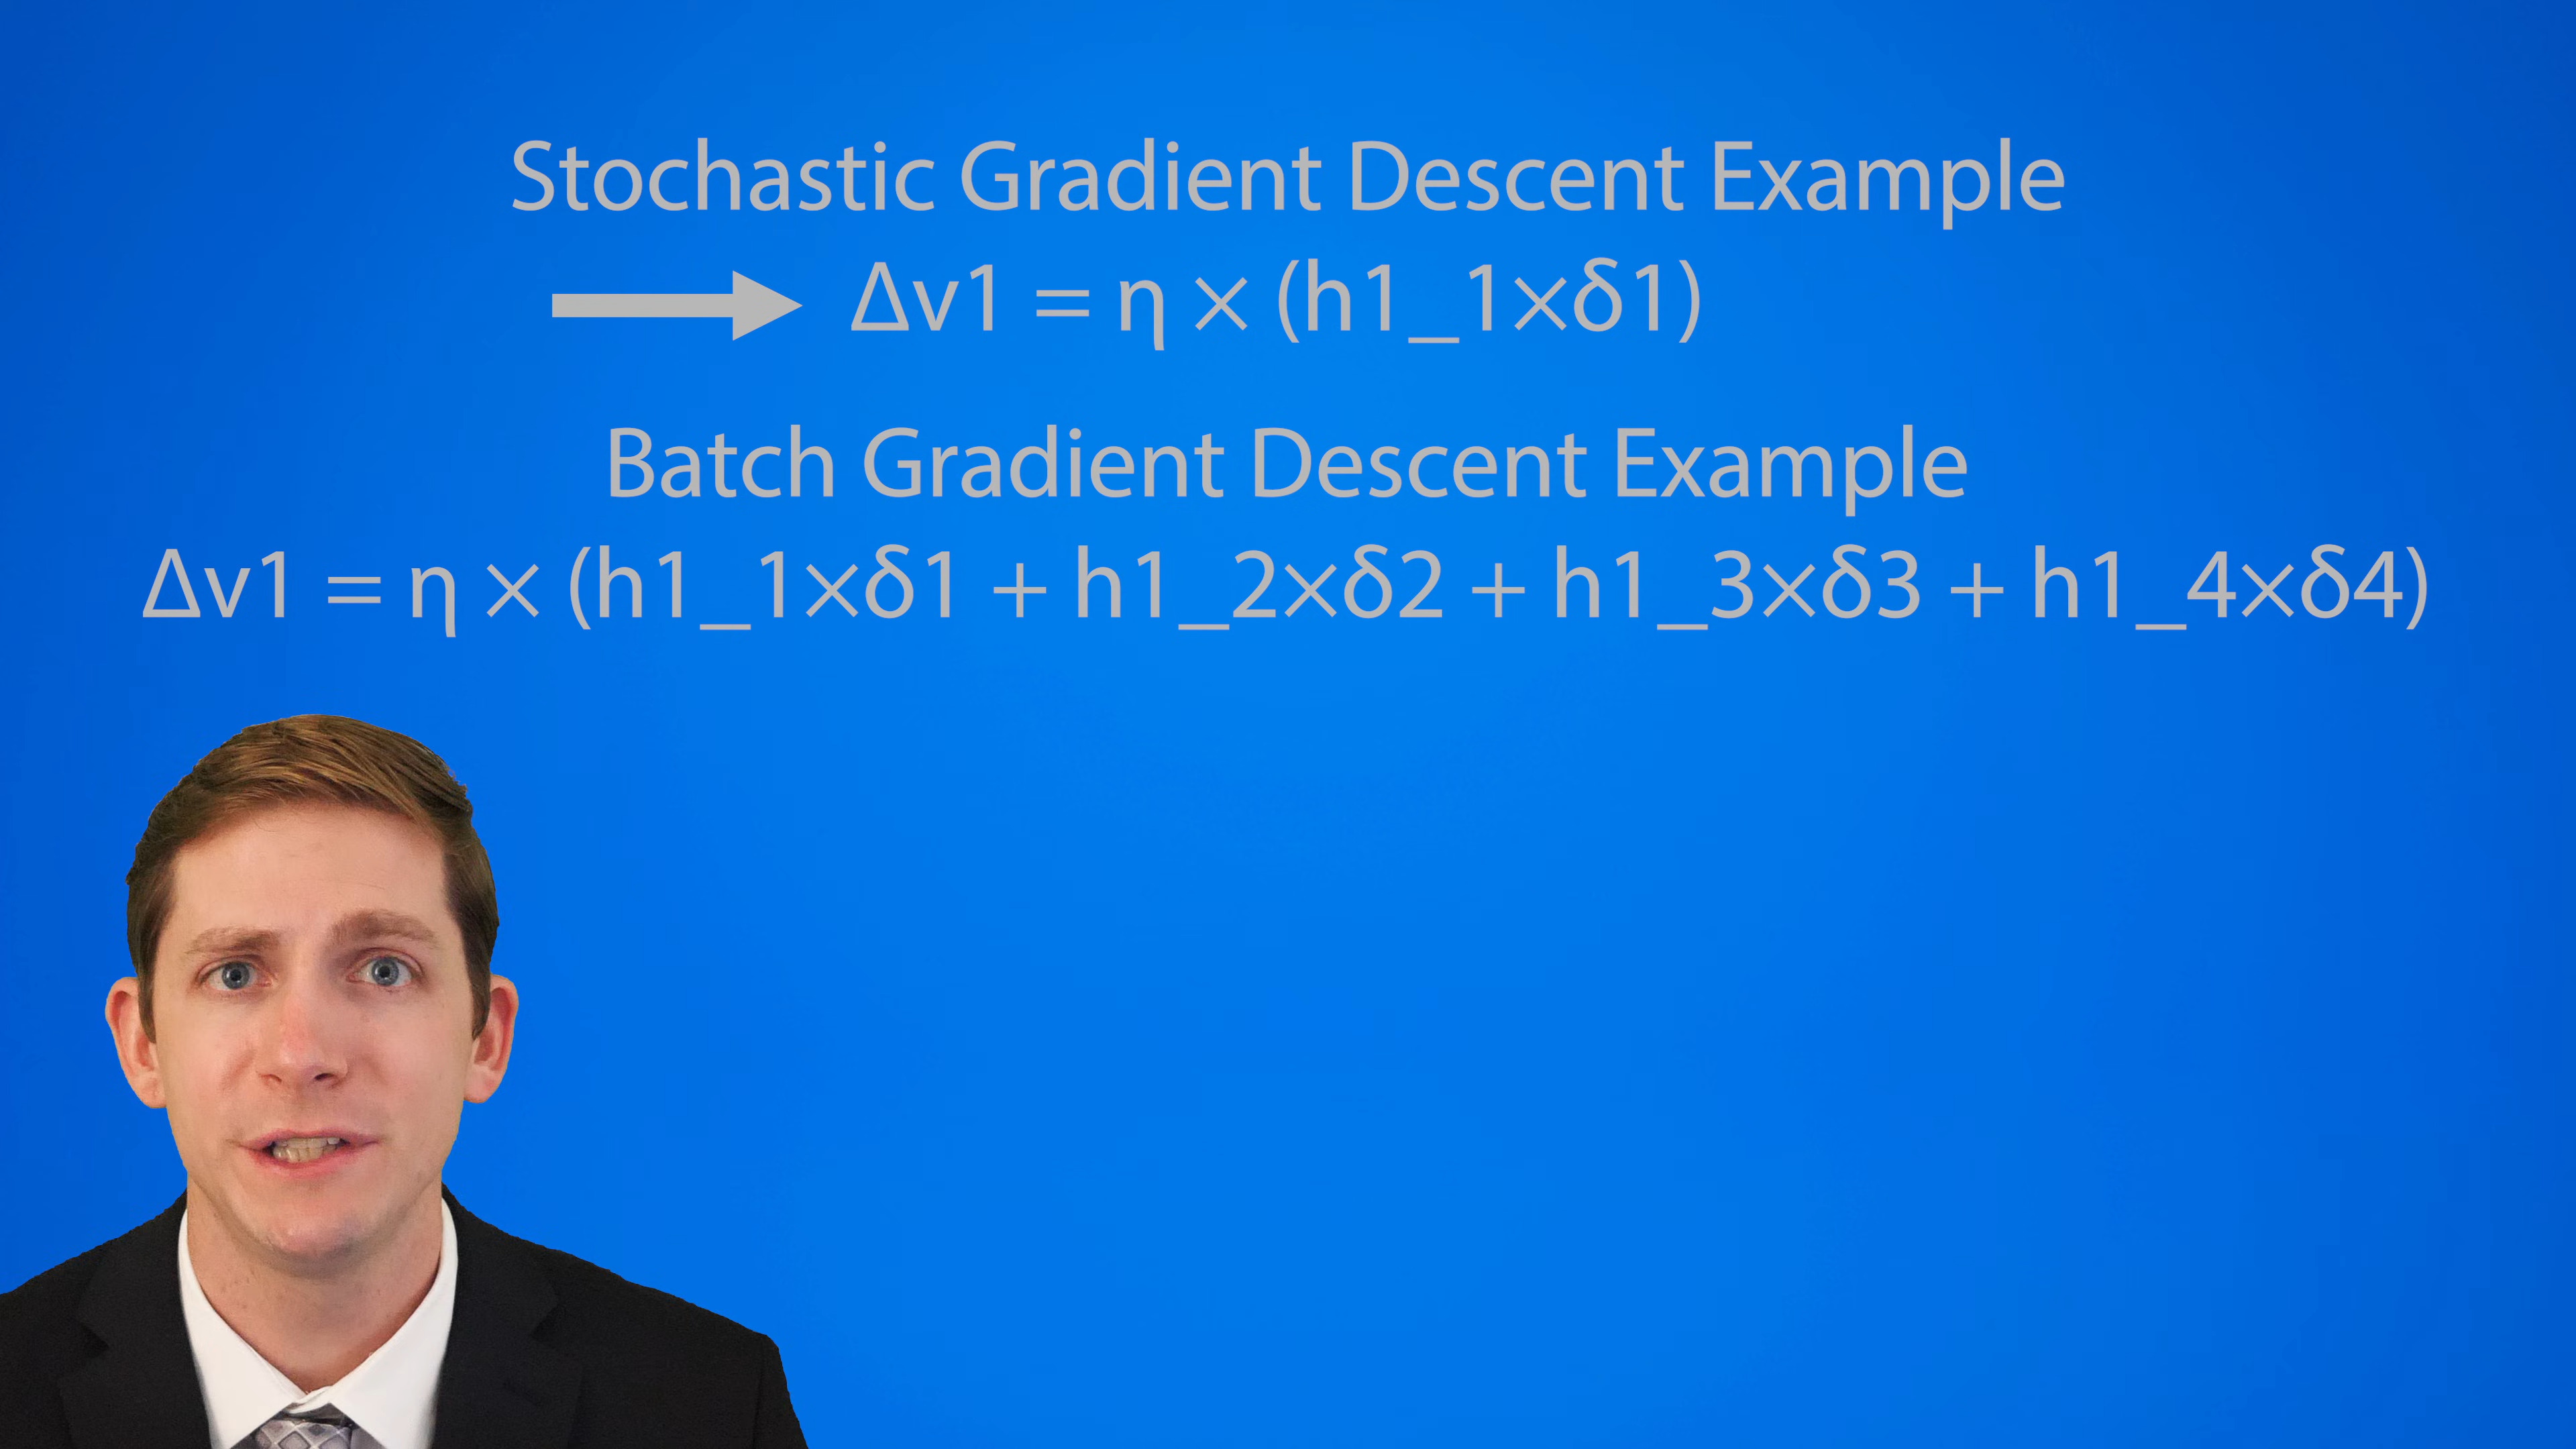 Stochastic Gradient Descent Example
Δv1 = η × (h1_1×δ1)
Batch Gradient Descent Example
Δv1 = η × (h1_1×δ1 + h1_2×δ2 + h1_3×δ3 + h1_4×δ4)